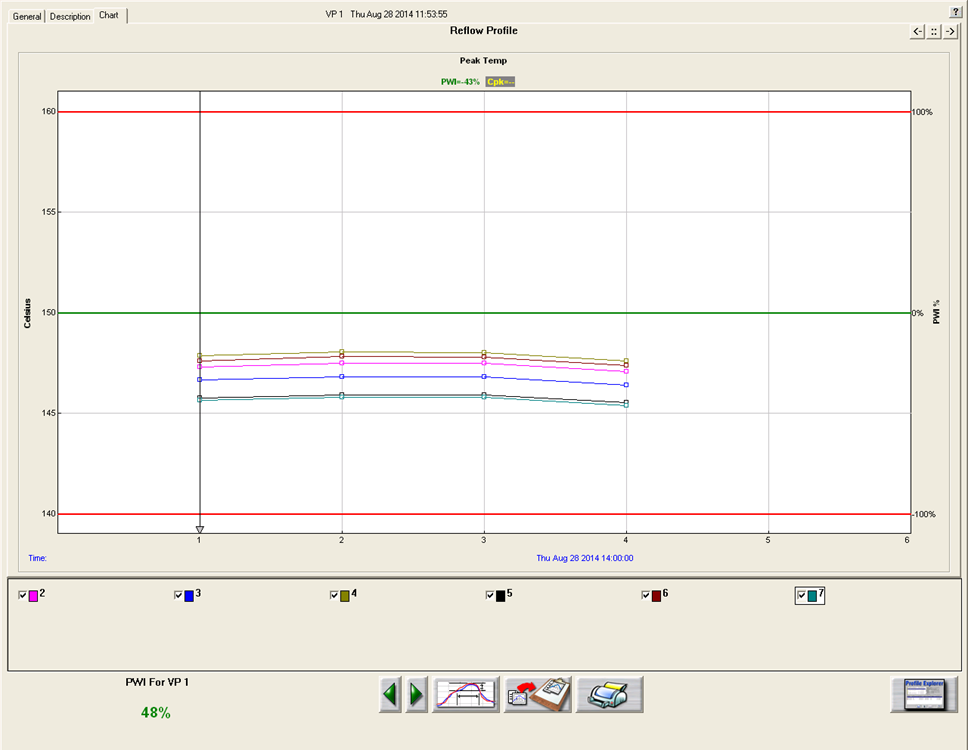 General Description Chart
VP 1 Thu Aug 28 2014 11:53:55
?
Reflow Profile
<- :: ->
Peak Temp
PWI=-43% Cpk=--
160
155
150
145
140
Celsius
100%
0%
-100%
PWI %
1 2 3 4 5 6
Time: Thu Aug 28 2014 14:00:00
2 3 4 5 6 7
PWI For VP 1
48%
Profile Explorer